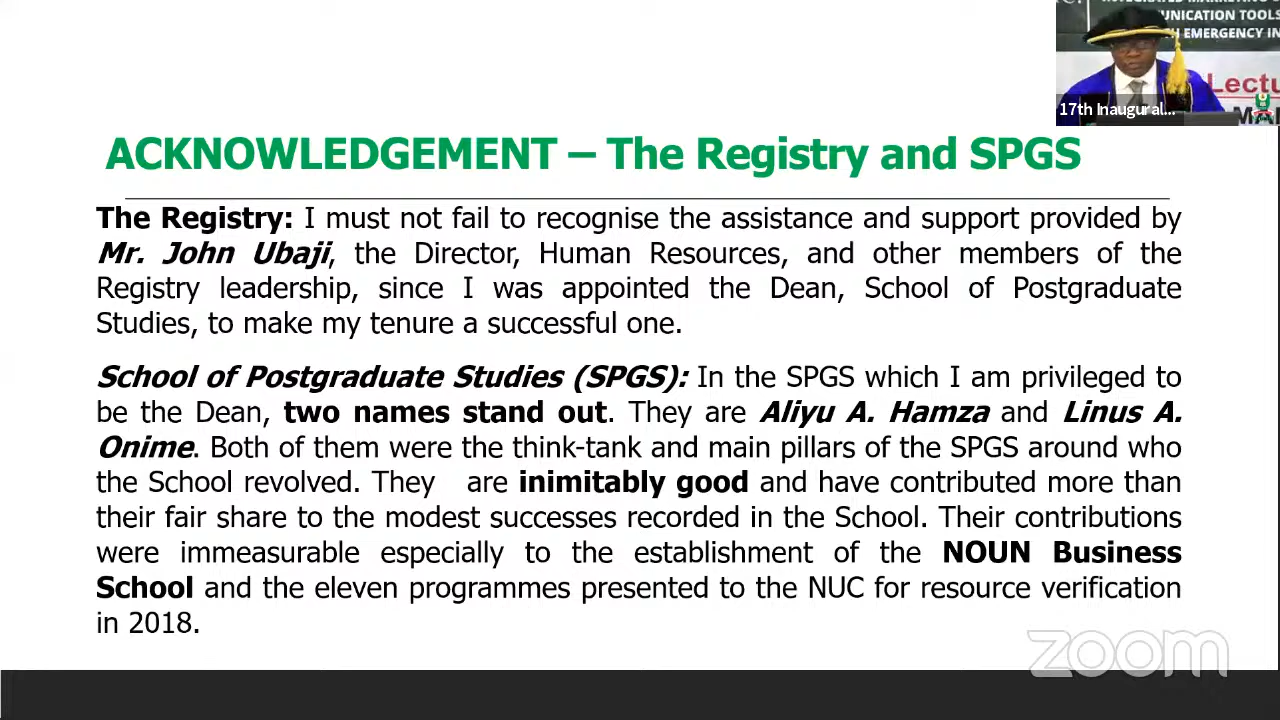 MUNICATION TOOLS
EMERGENCY IN
Lectu
17th Inaugural...
ACKNOWLEDGEMENT – The Registry and SPGS
The Registry: I must not fail to recognise the assistance and support provided by
Mr. John Ubaji, the Director, Human Resources, and other members of the
Registry leadership, since I was appointed the Dean, School of Postgraduate
Studies, to make my tenure a successful one.
School of Postgraduate Studies (SPGS): In the SPGS which I am privileged to
be the Dean, two names stand out. They are Aliyu A. Hamza and Linus A.
Onime. Both of them were the think-tank and main pillars of the SPGS around who
the School revolved. They are inimitably good and have contributed more than
their fair share to the modest successes recorded in the School. Their contributions
were immeasurable especially to the establishment of the NOUN Business
School and the eleven programmes presented to the NUC for resource verification
in 2018.
zoom